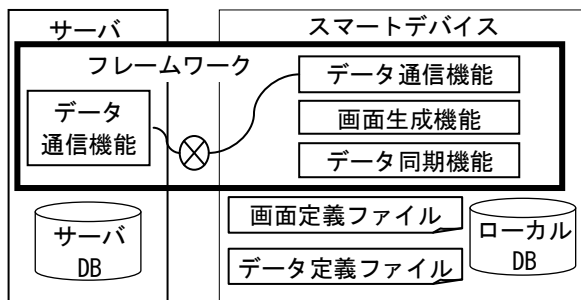 サーバ
スマートデバイス
フレームワーク
データ
通信機能
データ通信機能
画面生成機能
データ同期機能
サーバ
DB
画面定義ファイル
データ定義ファイル
ローカル
DB